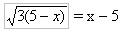 √3(5 − x) = x − 5